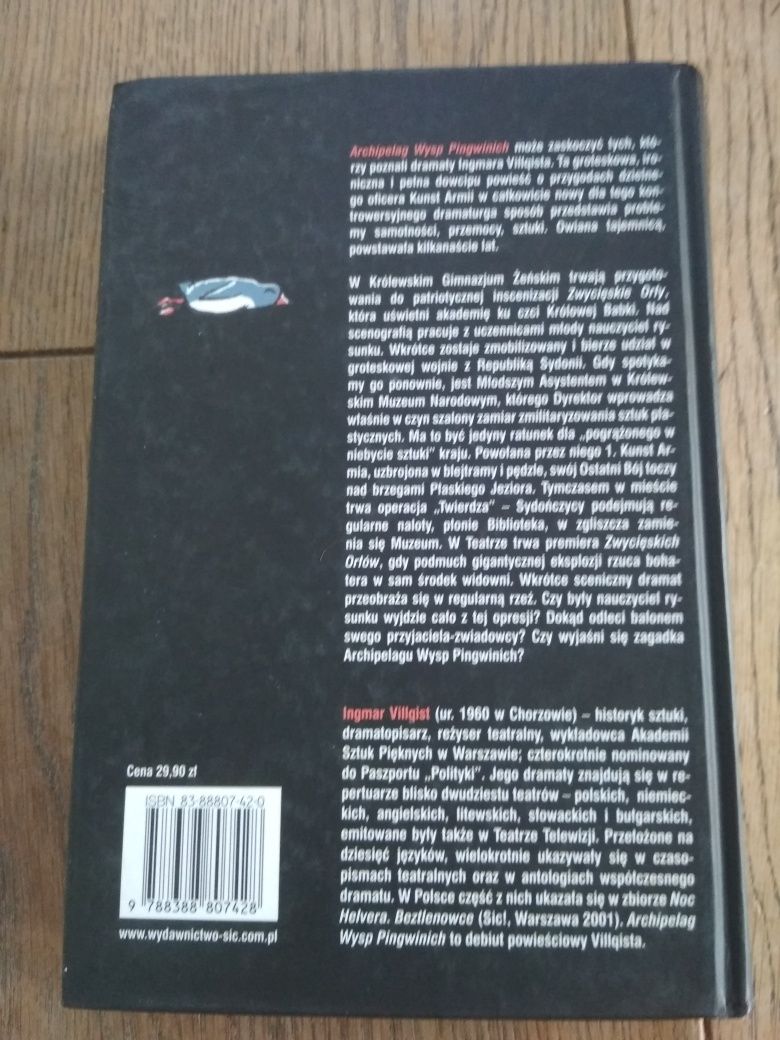 Archipelag Wysp Pingwinich może zaskoczyć tych, któ-
rzy poznali dramaty Ingmara Villqista. Ta groteskowa, iro-
niczna i pełna dowcipu powieść o przygodach dzielne-
go oficera Kunst Armii w całkowicie nowy dla tego kon-
trowersyjnego dramaturga sposób przedstawia proble-
my samotności, przemocy, sztuki. Owiana tajemnicą,
powstawała kilkanaście lat.
W Królewskim Gimnazjum Żeńskim trwają przygoto-
wania do patriotycznej inscenizacji Zwycięskie Orły,
która uświetni akademię ku czci Królowej Babki. Nad
scenografią pracuje z uczennicami młody nauczyciel ry-
sunku. Wkrótce zostaje zmobilizowany i bierze udział w
groteskowej wojnie z Republiką Sydonii. Gdy spotyka-
my go ponownie, jest Młodszym Asystentem w Królew-
skim Muzeum Narodowym, którego Dyrektor wprowadza
właśnie w czyn szalony zamiar zmilitaryzowania sztuk pla-
stycznych. Ma to być jedyny ratunek dla „pogrążonego w
niebycie sztuki” kraju. Powołana przez niego 1. Kunst Ar-
mia, uzbrojona w blejtramy i pędzle, swój Ostatni Bój toczy
nad brzegami Płaskiego Jeziora. Tymczasem w mieście
trwa operacja „Twierdza” – Sydończycy podejmują re-
gularne naloty, płonie Biblioteka, w zgliszcza zamie-
nia się Muzeum. W Teatrze trwa premiera Zwycięskich
Orłów, gdy podmuch gigantycznej eksplozji rzuca boha-
tera w sam środek widowni. Wkrótce sceniczny dramat
przeobraża się w regularną rzeź. Czy były nauczyciel ry-
sunku wyjdzie cało z tej opresji? Dokąd odleci balonem
swego przyjaciela-zwiadowcy? Czy wyjaśni się zagadka
Archipelagu Wysp Pingwinich?
Ingmar Villgist (ur. 1960 w Chorzowie) – historyk sztuki,
dramatopisarz, reżyser teatralny, wykładowca Akademii
Sztuk Pięknych w Warszawie; czterokrotnie nominowany
do Paszportu „Polityki”. Jego dramaty znajdują się w re-
pertuarze blisko dwudziestu teatrów – polskich, niemiec-
kich, angielskich, litewskich, słowackich i bułgarskich,
emitowane były także w Teatrze Telewizji. Przełożone na
dziesięć języków, wielokrotnie ukazywały się w czaso-
pismach teatralnych oraz w antologiach współczesnego
dramatu. W Polsce część z nich ukazała się w zbiorze Noc
Helvera. Beztlenowce (Sic!, Warszawa 2001). Archipelag
Wysp Pingwinich to debiut powieściowy Villqista.
Cena 29,90 zł
ISBN 83-88807-42-0
9 788388 807428
www.wydawnictwo-sic.com.pl